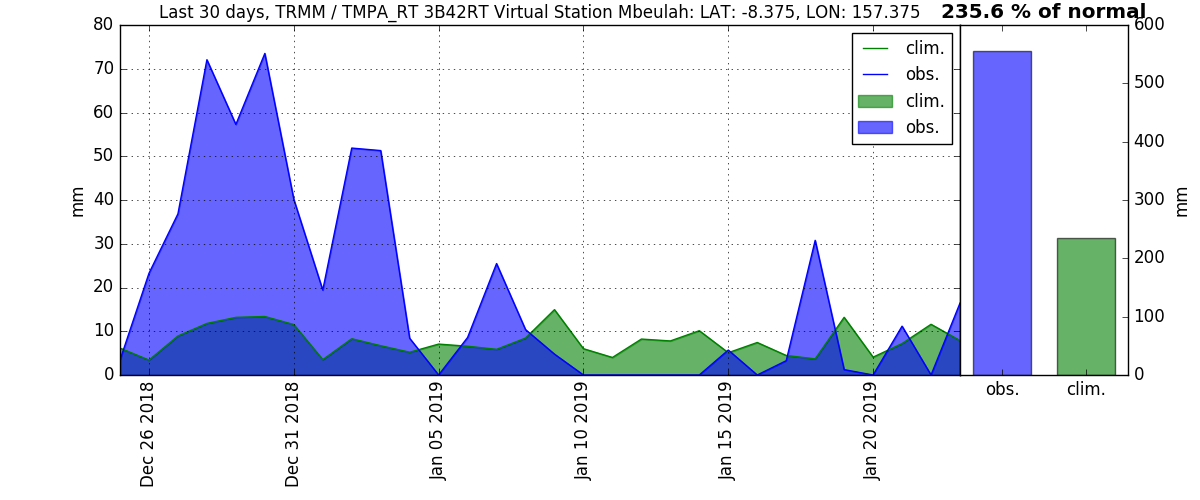 Last 30 days, TRMM / TMPA_RT 3B42RT Virtual Station Mbeulah: LAT: -8.375, LON: 157.375
235.6 % of normal
80
70
60
50
40
30
20
10
0
mm
clim.
obs.
clim.
obs.
Dec 26 2018
Dec 31 2018
Jan 05 2019
Jan 10 2019
Jan 15 2019
Jan 20 2019
600
500
400
300
200
100
0
mm
obs.
clim.